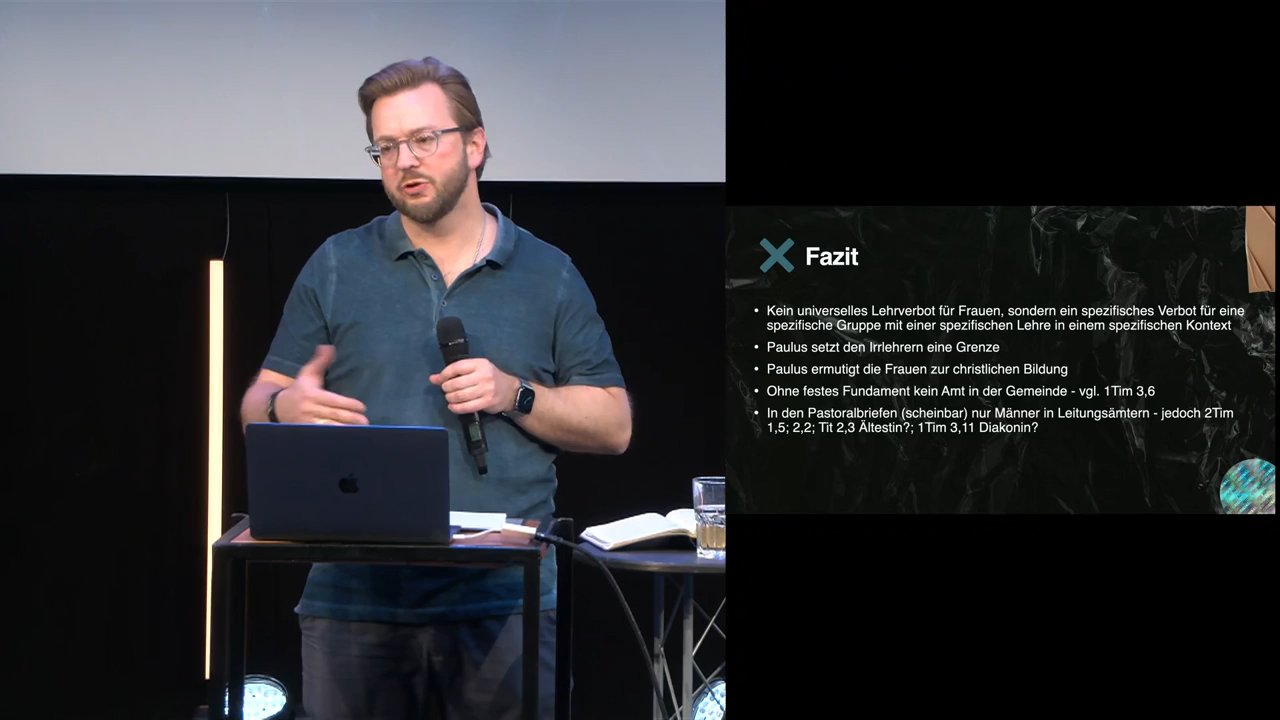 Fazit
• Kein universelles Lehrverbot für Frauen, sondern ein spezifisches Verbot für eine
spezifische Gruppe mit einer spezifischen Lehre in einem spezifischen Kontext
• Paulus setzt den Irrlehrern eine Grenze
• Paulus ermutigt die Frauen zur christlichen Bildung
• Ohne festes Fundament kein Amt in der Gemeinde - vgl. 1Tim 3,6
• In den Pastoralbriefen (scheinbar) nur Männer in Leitungsämtern - jedoch 2Tim
1,5; 2,2; Tit 2,3 Ältestin?; 1Tim 3,11 Diakonin?